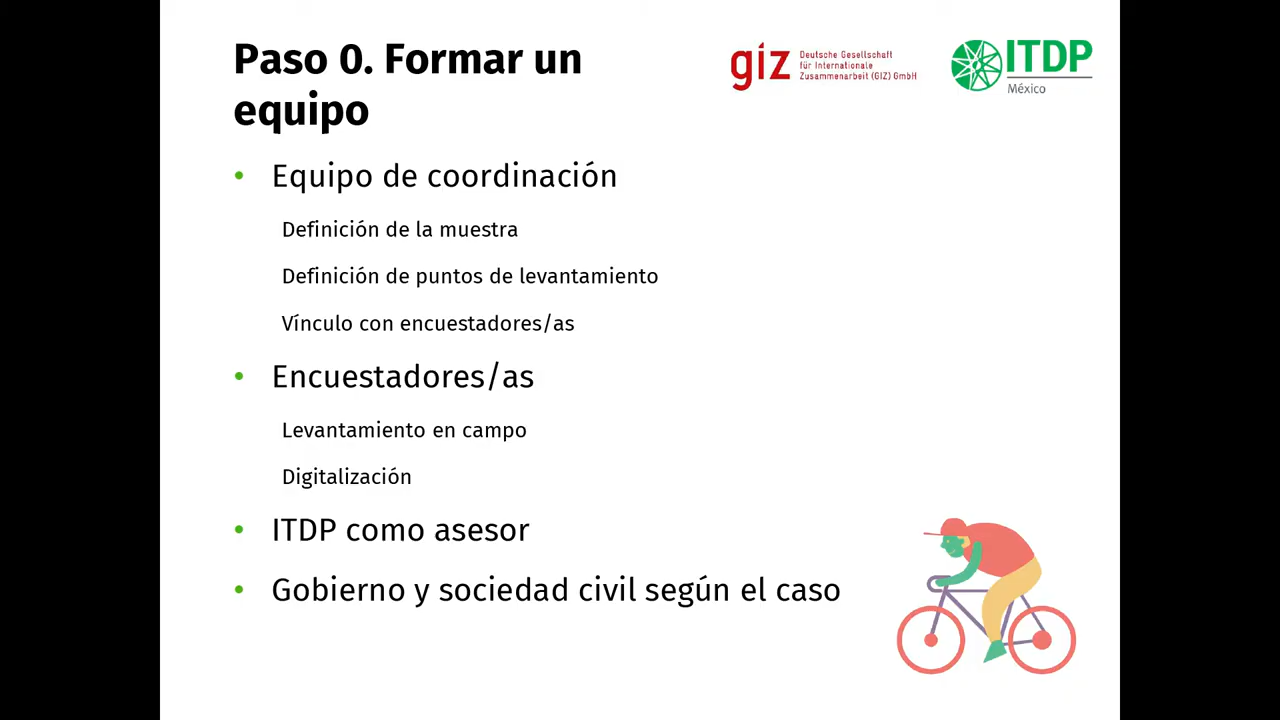 Paso 0. Formar un
equipo
giz Deutsche Gesellschaft
für Internationale
Zusammenarbeit (GIZ) GmbH
ITDP
México
• Equipo de coordinación
Definición de la muestra
Definición de puntos de levantamiento
Vínculo con encuestadores/as
• Encuestadores/as
Levantamiento en campo
Digitalización
• ITDP como asesor
• Gobierno y sociedad civil según el caso